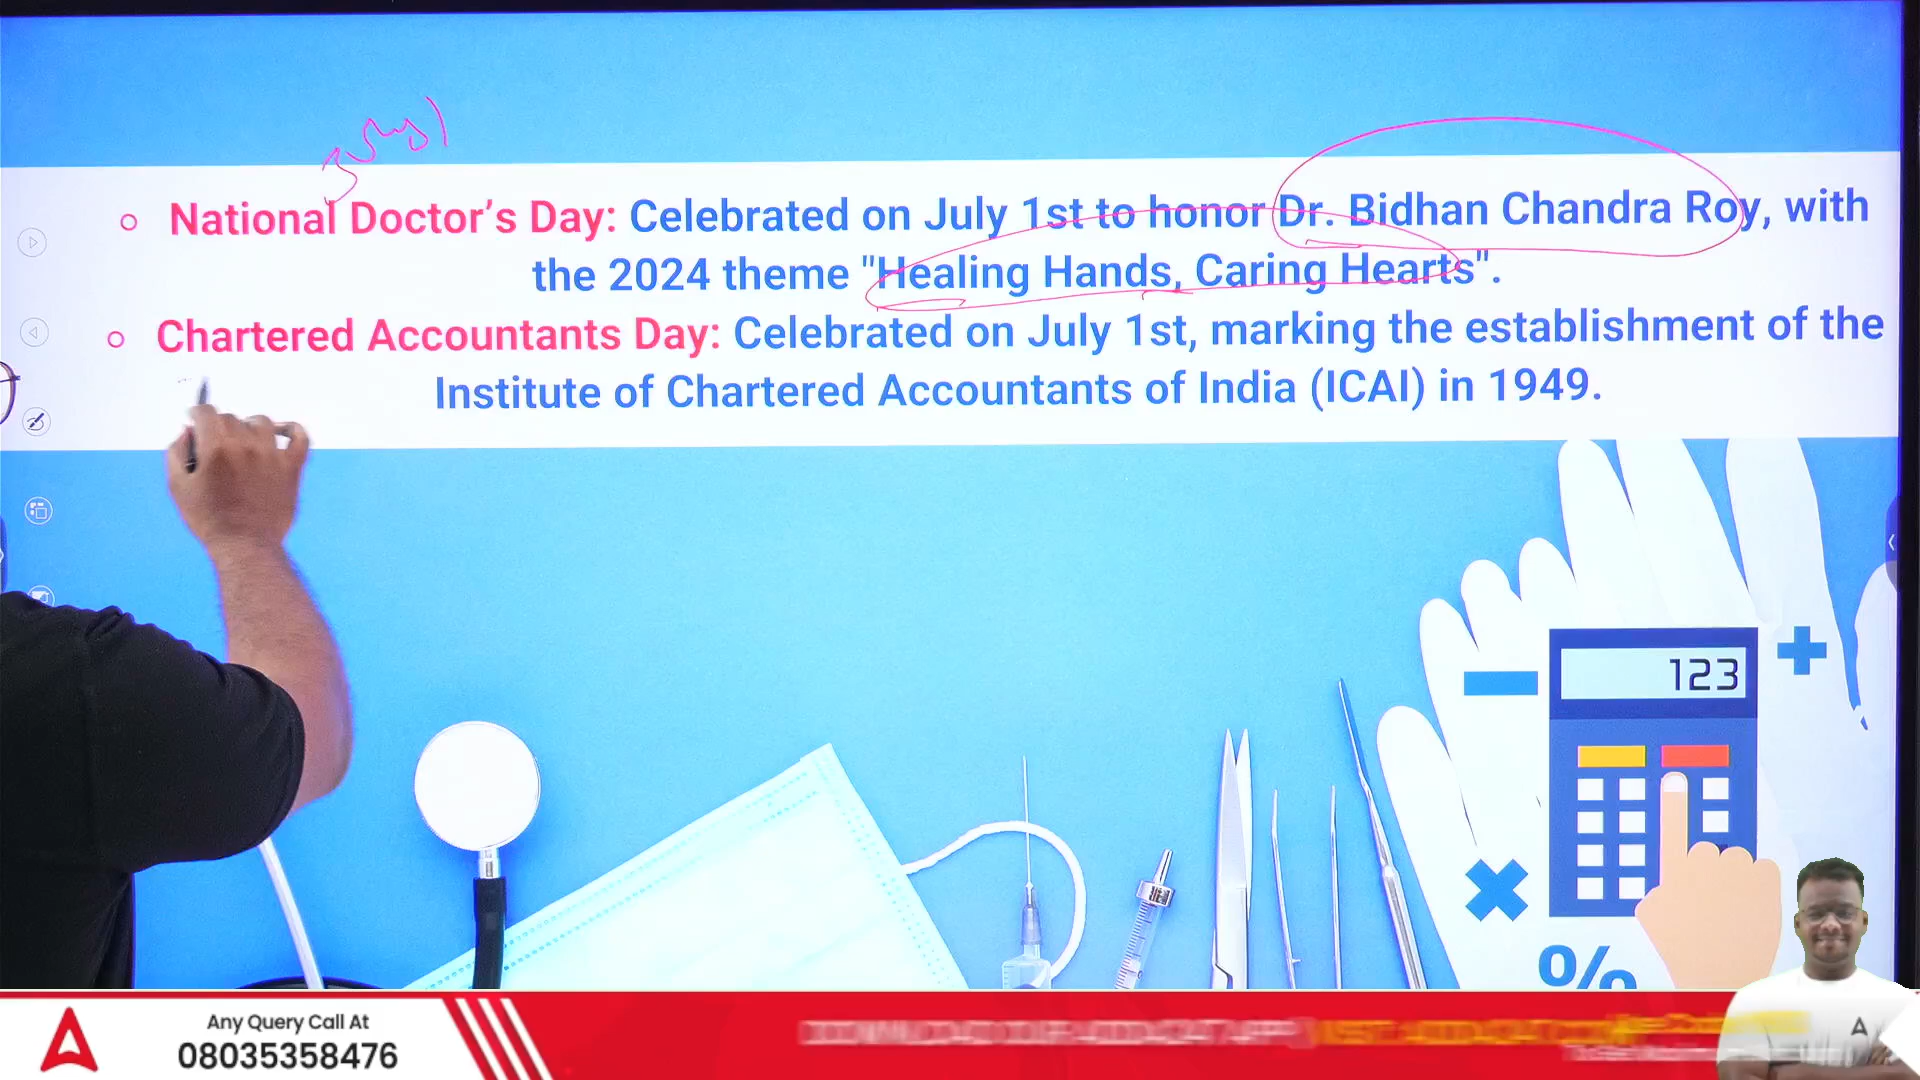 July 1
National Doctor’s Day: Celebrated on July 1st to honor Dr. Bidhan Chandra Roy, with
the 2024 theme "Healing Hands, Caring Hearts".
Chartered Accountants Day: Celebrated on July 1st, marking the establishment of the
Institute of Chartered Accountants of India (ICAI) in 1949.
123
%
Any Query Call At
08035358476